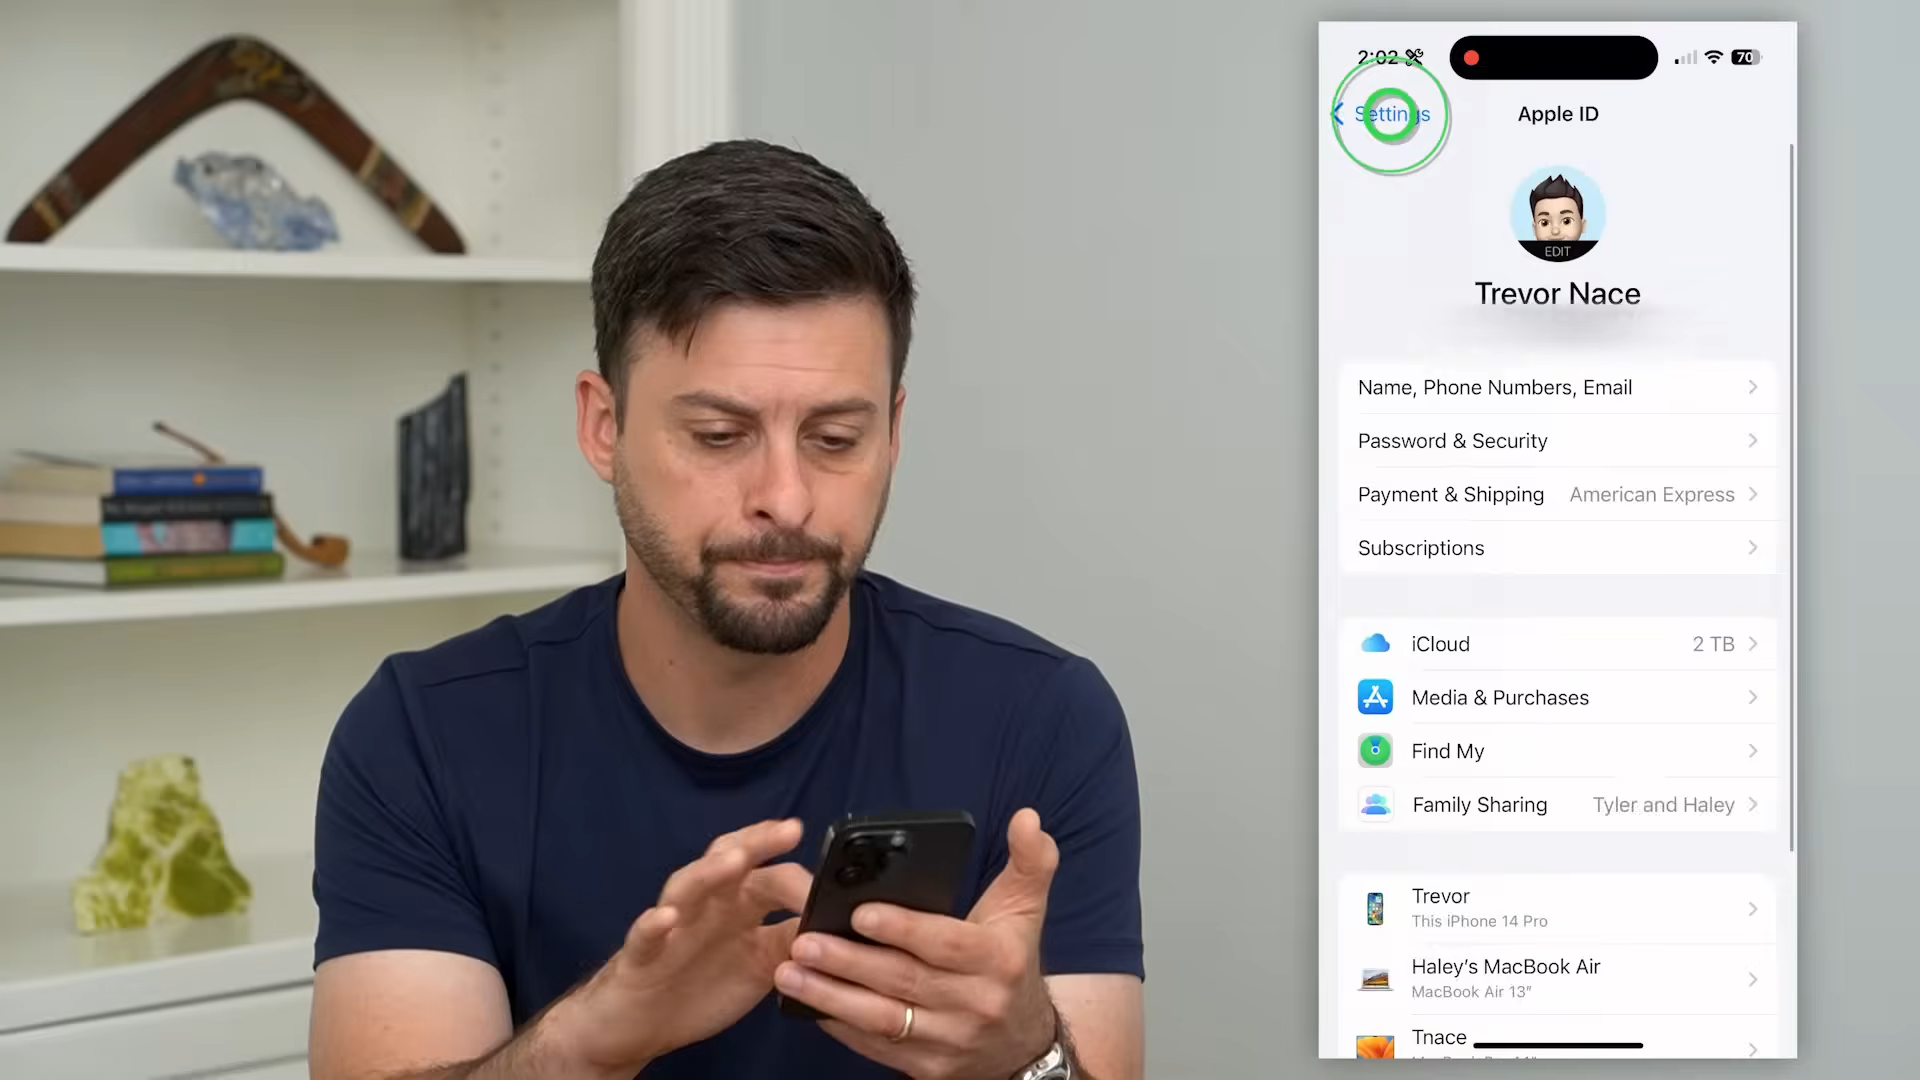 2:02
70
Settings
Apple ID
EDIT
Trevor Nace
Name, Phone Numbers, Email
Password & Security
Payment & Shipping American Express
Subscriptions
iCloud 2 TB
Media & Purchases
Find My
Family Sharing Tyler and Haley
Trevor
This iPhone 14 Pro
Haley's MacBook Air
MacBook Air 13"
Tnace